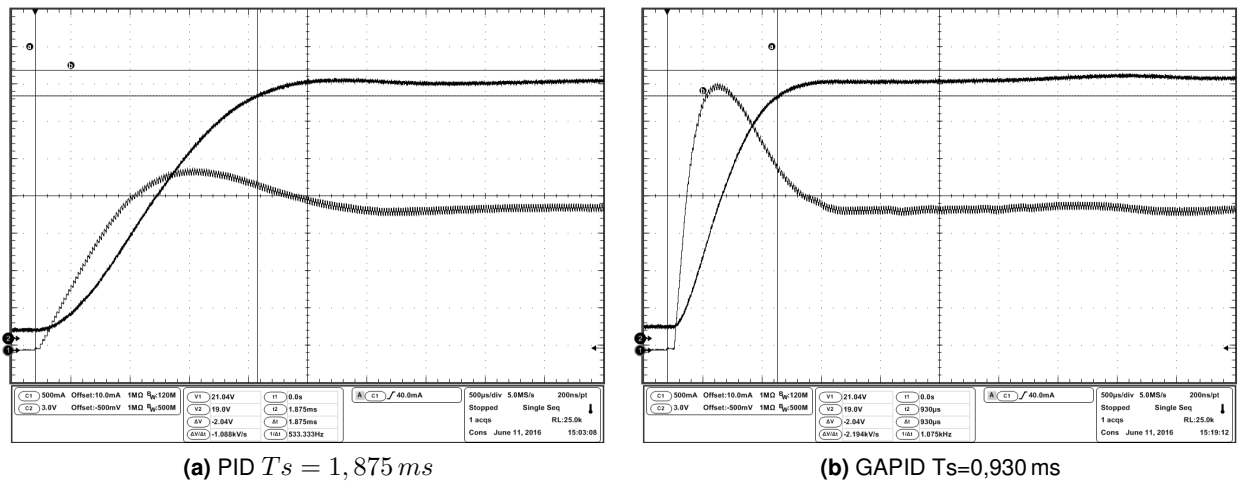 a
b
2
1
C1 500mA Offset:10.0mA 1MΩ BW:120M
C2 3.0V Offset:-500mV 1MΩ BW:500M
V1 21.04V t1 0.0s
V2 19.0V t2 1.875ms
ΔV -2.04V Δt 1.875ms
ΔV/Δt -1.088kV/s 1/Δt 533.333Hz
A C1 40.0mA
500µs/div 5.0MS/s 200ns/pt
Stopped Single Seq
1 acqs RL:25.0k
Cons June 11, 2016 15:03:08
(a) PID Ts = 1,875 ms
a
b
2
1
C1 500mA Offset:10.0mA 1MΩ BW:120M
C2 3.0V Offset:-500mV 1MΩ BW:500M
V1 21.04V t1 0.0s
V2 19.0V t2 930µs
ΔV -2.04V Δt 930µs
ΔV/Δt -2.194kV/s 1/Δt 1.075kHz
A C1 40.0mA
500µs/div 5.0MS/s 200ns/pt
Stopped Single Seq
1 acqs RL:25.0k
Cons June 11, 2016 15:19:12
(b) GAPID Ts=0,930 ms